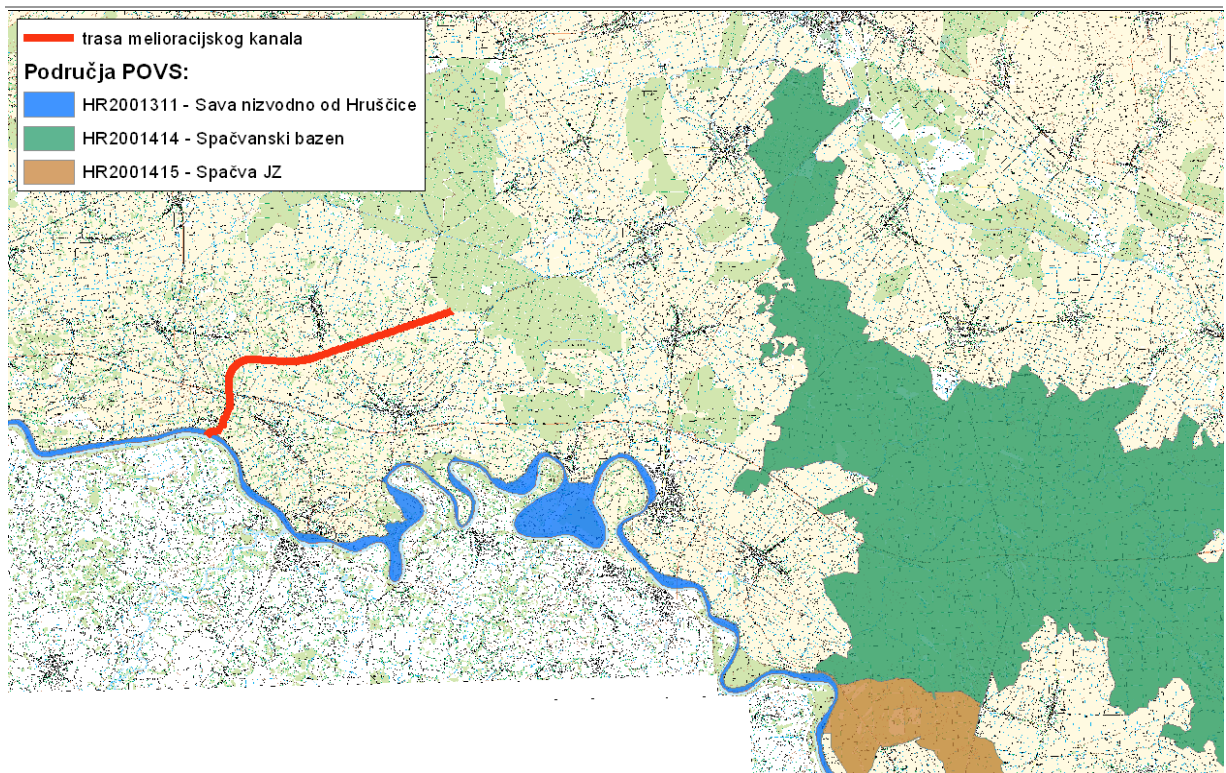 trasa melioracijskog kanala
Područja POVS:
HR2001311 - Sava nizvodno od Hruščice
HR2001414 - Spačvanski bazen
HR2001415 - Spačva JZ